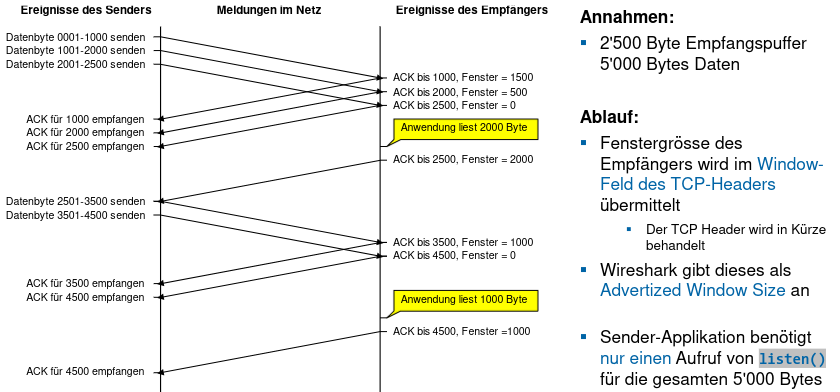 Ereignisse des Senders
Meldungen im Netz
Ereignisse des Empfängers
Datenbyte 0001-1000 senden
Datenbyte 1001-2000 senden
Datenbyte 2001-2500 senden
ACK bis 1000, Fenster = 1500
ACK bis 2000, Fenster = 500
ACK bis 2500, Fenster = 0
ACK für 1000 empfangen
ACK für 2000 empfangen
ACK für 2500 empfangen
Anwendung liest 2000 Byte
ACK bis 2500, Fenster = 2000
Datenbyte 2501-3500 senden
Datenbyte 3501-4500 senden
ACK bis 3500, Fenster = 1000
ACK bis 4500, Fenster = 0
ACK für 3500 empfangen
ACK für 4500 empfangen
Anwendung liest 1000 Byte
ACK bis 4500, Fenster =1000
ACK für 4500 empfangen
Annahmen:
2'500 Byte Empfangspuffer
5'000 Bytes Daten
Ablauf:
Fenstergrösse des
Empfängers wird im Window-
Feld des TCP-Headers
übermittelt
Der TCP Header wird in Kürze
behandelt
Wireshark gibt dieses als
Advertized Window Size an
Sender-Applikation benötigt
nur einen Aufruf von listen()
für die gesamten 5'000 Bytes